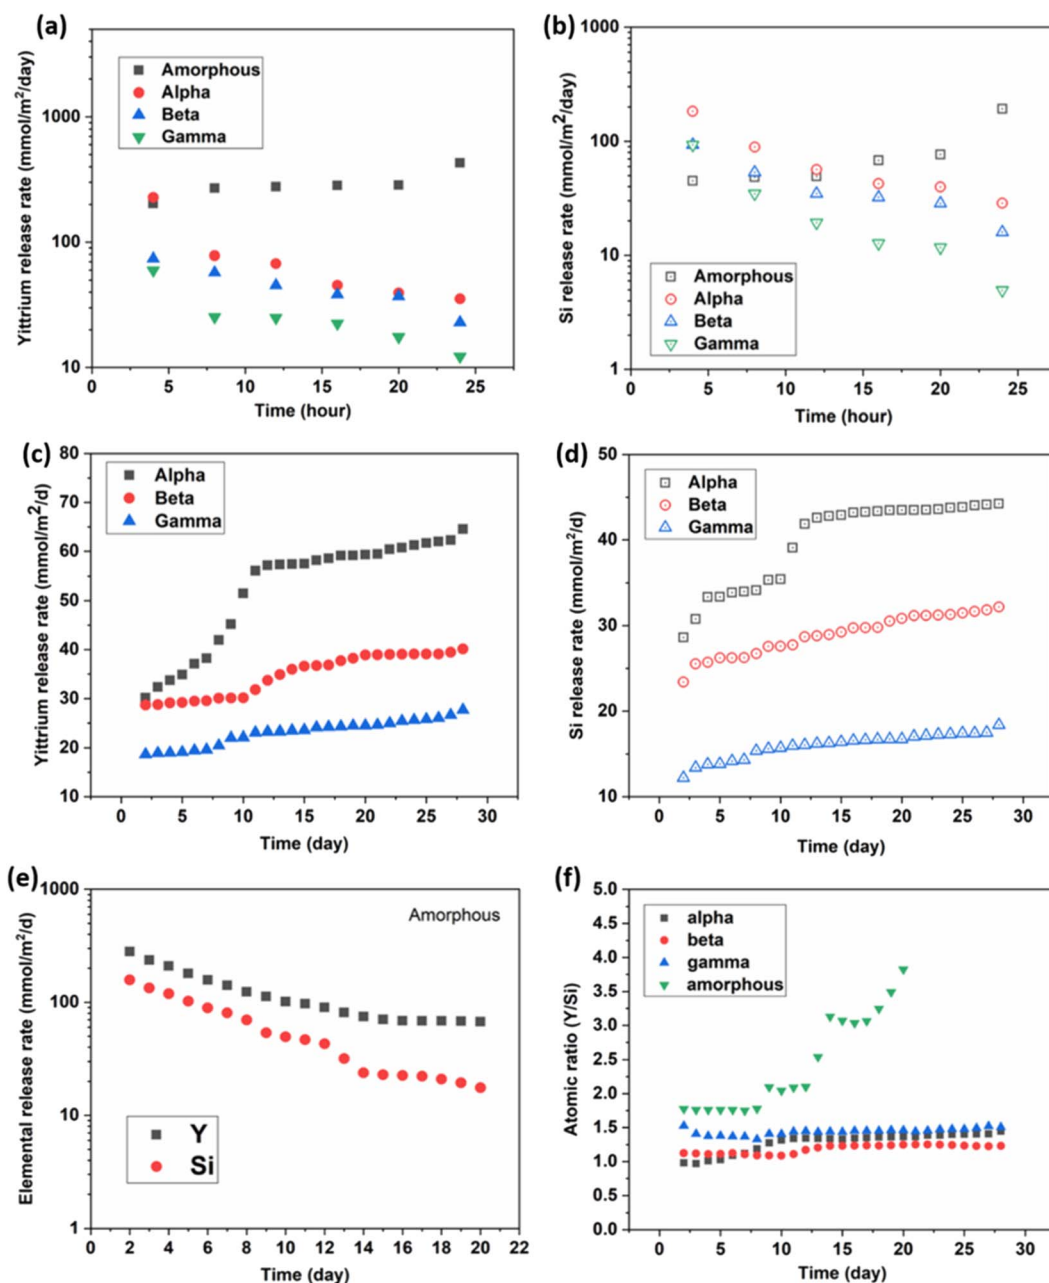 (a)
Yittrium release rate (mmol/m²/day)
1000
100
10
Amorphous
Alpha
Beta
Gamma
0 5 10 15 20 25
Time (hour)
(b)
Si release rate (mmol/m²/day)
1000
100
10
1
Amorphous
Alpha
Beta
Gamma
0 5 10 15 20 25
Time (hour)
(c)
Yittrium release rate (mmol/m²/d)
80
70
60
50
40
30
20
10
Alpha
Beta
Gamma
0 5 10 15 20 25 30
Time (day)
(d)
Si release rate (mmol/m²/d)
50
40
30
20
10
Alpha
Beta
Gamma
0 5 10 15 20 25 30
Time (day)
(e)
Elemental release rate (mmol/m²/d)
1000
100
10
1
Amorphous
Y
Si
0 2 4 6 8 10 12 14 16 18 20 22
Time (day)
(f)
Atomic ratio (Y/Si)
5.0
4.5
4.0
3.5
3.0
2.5
2.0
1.5
1.0
0.5
0.0
alpha
beta
gamma
amorphous
0 5 10 15 20 25 30
Time (day)